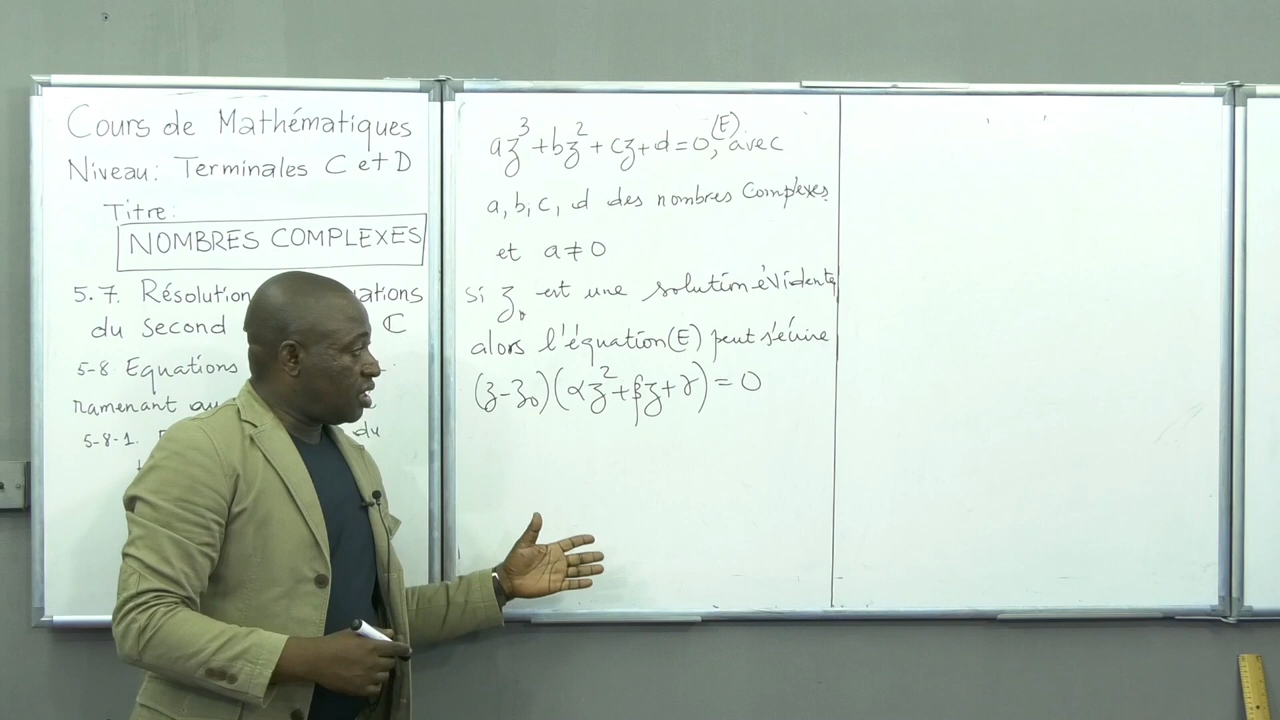 Cours de Mathématiques
Niveau: Terminales C et D
Titre:
NOMBRES COMPLEXES
5.7. Résolution ations
du second ℂ
5-8 Equations
ramenant au
5-8-1. du
az³+bz²+cz+d=0, (E) avec
a, b, c, d des nombres Complexes
et a≠0
si z₀ est une solution évidente
alors l'équation(E) peut s'écrire
(z-z₀)(αz²+βz+γ)=0